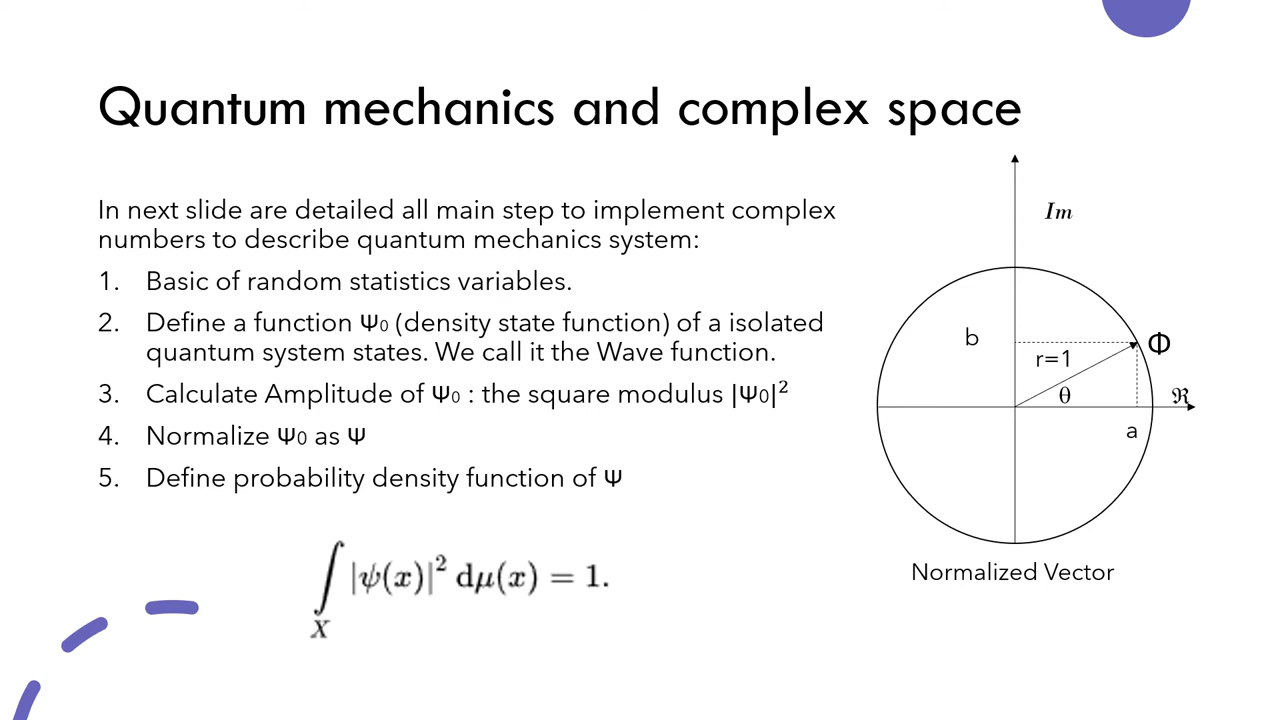 Quantum mechanics and complex space
In next slide are detailed all main step to implement complex
numbers to describe quantum mechanics system:
1. Basic of random statistics variables.
2. Define a function Ψ₀ (density state function) of a isolated
quantum system states. We call it the Wave function.
3. Calculate Amplitude of Ψ₀ : the square modulus |Ψ₀|²
4. Normalize Ψ₀ as Ψ
5. Define probability density function of Ψ
∫ |ψ(x)|² dμ(x) = 1.
X
Im
b
Φ
r=1
θ
ℜ
a
Normalized Vector